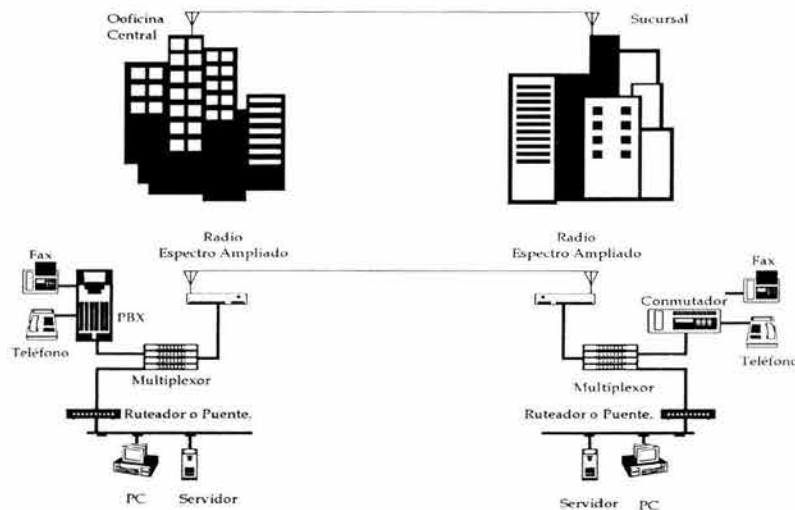 Ooficina
Central
Sucursal
Radio
Espectro Ampliado
Radio
Espectro Ampliado
Fax
PBX
Teléfono
Multiplexor
Ruteador o Puente.
PC
Servidor
Fax
Conmutador
Teléfono
Multiplexor
Ruteador o Puente.
Servidor
PC